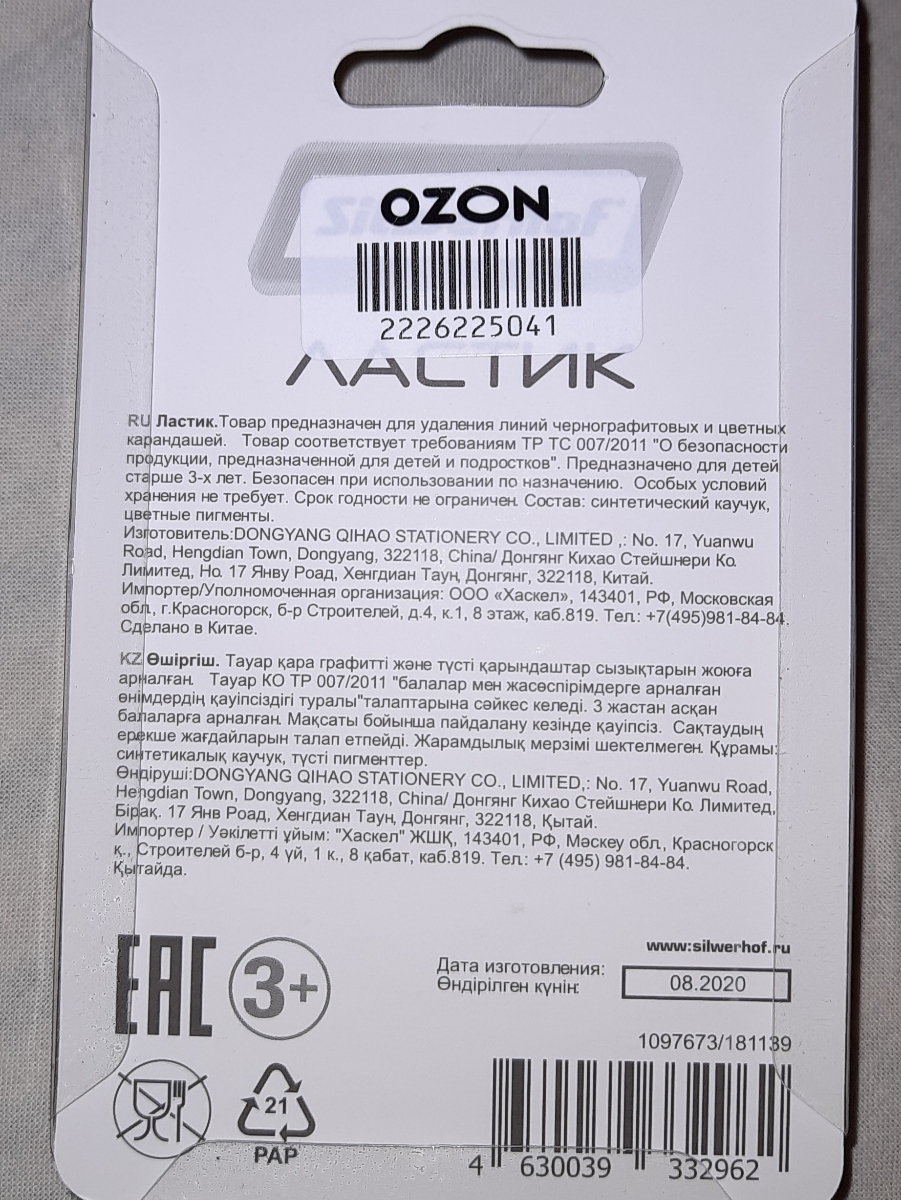 OZON
2226225041
ЛАСТИК
RU Ластик.Товар предназначен для удаления линий чернографитовых и цветных
карандашей. Товар соответствует требованиям ТР ТС 007/2011 "О безопасности
продукции, предназначенной для детей и подростков". Предназначено для детей
старше 3-х лет. Безопасен при использовании по назначению. Особых условий
хранения не требует. Срок годности не ограничен. Состав: синтетический каучук,
цветные пигменты.
Изготовитель:DONGYANG QIHAO STATIONERY CO., LIMITED ,: No. 17, Yuanwu
Road, Hengdian Town, Dongyang, 322118, China/ Донгянг Кихао Стейшнери Ко.
Лимитед, Но. 17 Янву Роад, Хенгдиан Таун, Донгянг, 322118, Китай.
Импортер/Уполномоченная организация: ООО «Хаскел», 143401, РФ, Московская
обл., г.Красногорск, б-р Строителей, д.4, к.1, 8 этаж, каб.819. Тел.: +7(495)981-84-84.
Сделано в Китае.
KZ Өшіргіш. Тауар қара графитті және түсті қарындаштар сызықтарын жоюға
арналған. Тауар КО ТР 007/2011 "балалар мен жасөспірімдерге арналған
өнімдердің қауіпсіздігі туралы"талаптарына сәйкес келеді. 3 жастан асқан
балаларға арналған. Мақсаты бойынша пайдалану кезінде қауіпсіз. Сақтаудың
ерекше жағдайларын талап етпейді. Жарамдылық мерзімі шектелмеген. Құрамы:
синтетикалық каучук, түсті пигменттер.
Өндіруші:DONGYANG QIHAO STATIONERY CO., LIMITED,: No. 17, Yuanwu Road,
Hengdian Town, Dongyang, 322118, China/ Донгянг Кихао Стейшнери Ко. Лимитед,
Бірақ. 17 Янв Роад, Хенгдиан Таун, Донгянг, 322118, Қытай.
Импортер / Уәкілетті ұйым: "Хаскел" ЖШҚ, 143401, РФ, Мәскеу обл., Красногорск
қ., Строителей б-р, 4 үй, 1 к., 8 қабат, каб.819. Тел.: +7 (495) 981-84-84.
Қытайда.
www.silwerhof.ru
Дата изготовления:
Өндірілген күнін:
08.2020
EAC
3+
1097673/181139
21
PAP
4 630039 332962